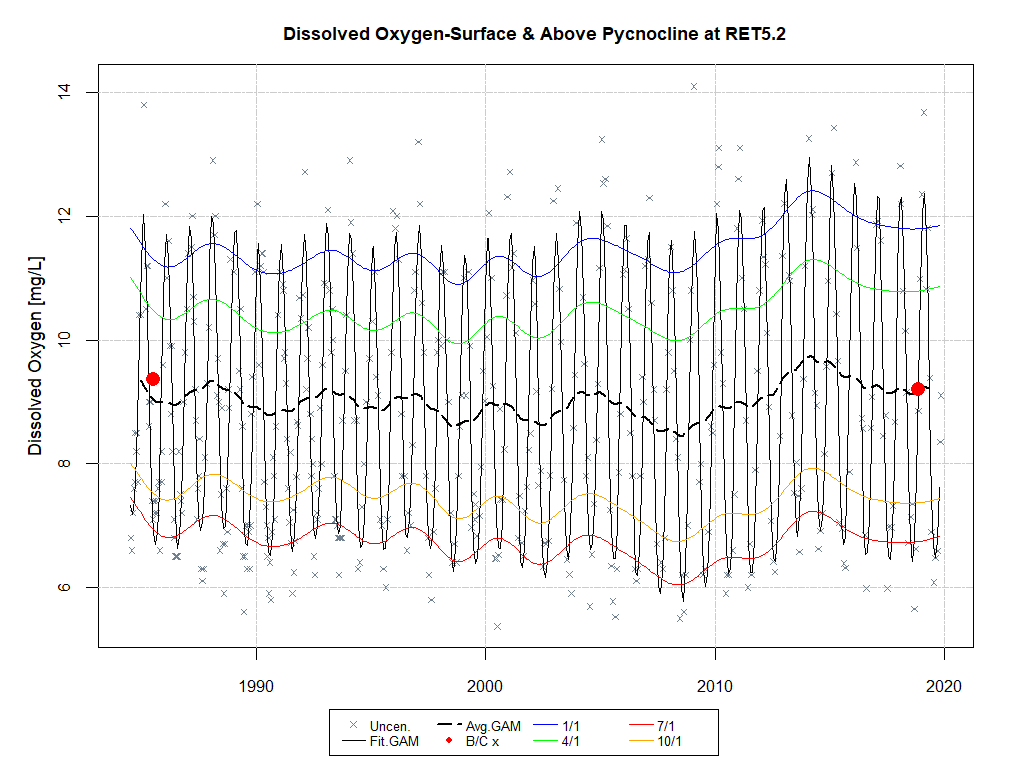 Dissolved Oxygen-Surface & Above Pycnocline at RET5.2
Dissolved Oxygen [mg/L]
14
12
10
8
6
1990 2000 2010 2020
Uncen. Avg.GAM 1/1 7/1
Fit.GAM B/C x 4/1 10/1